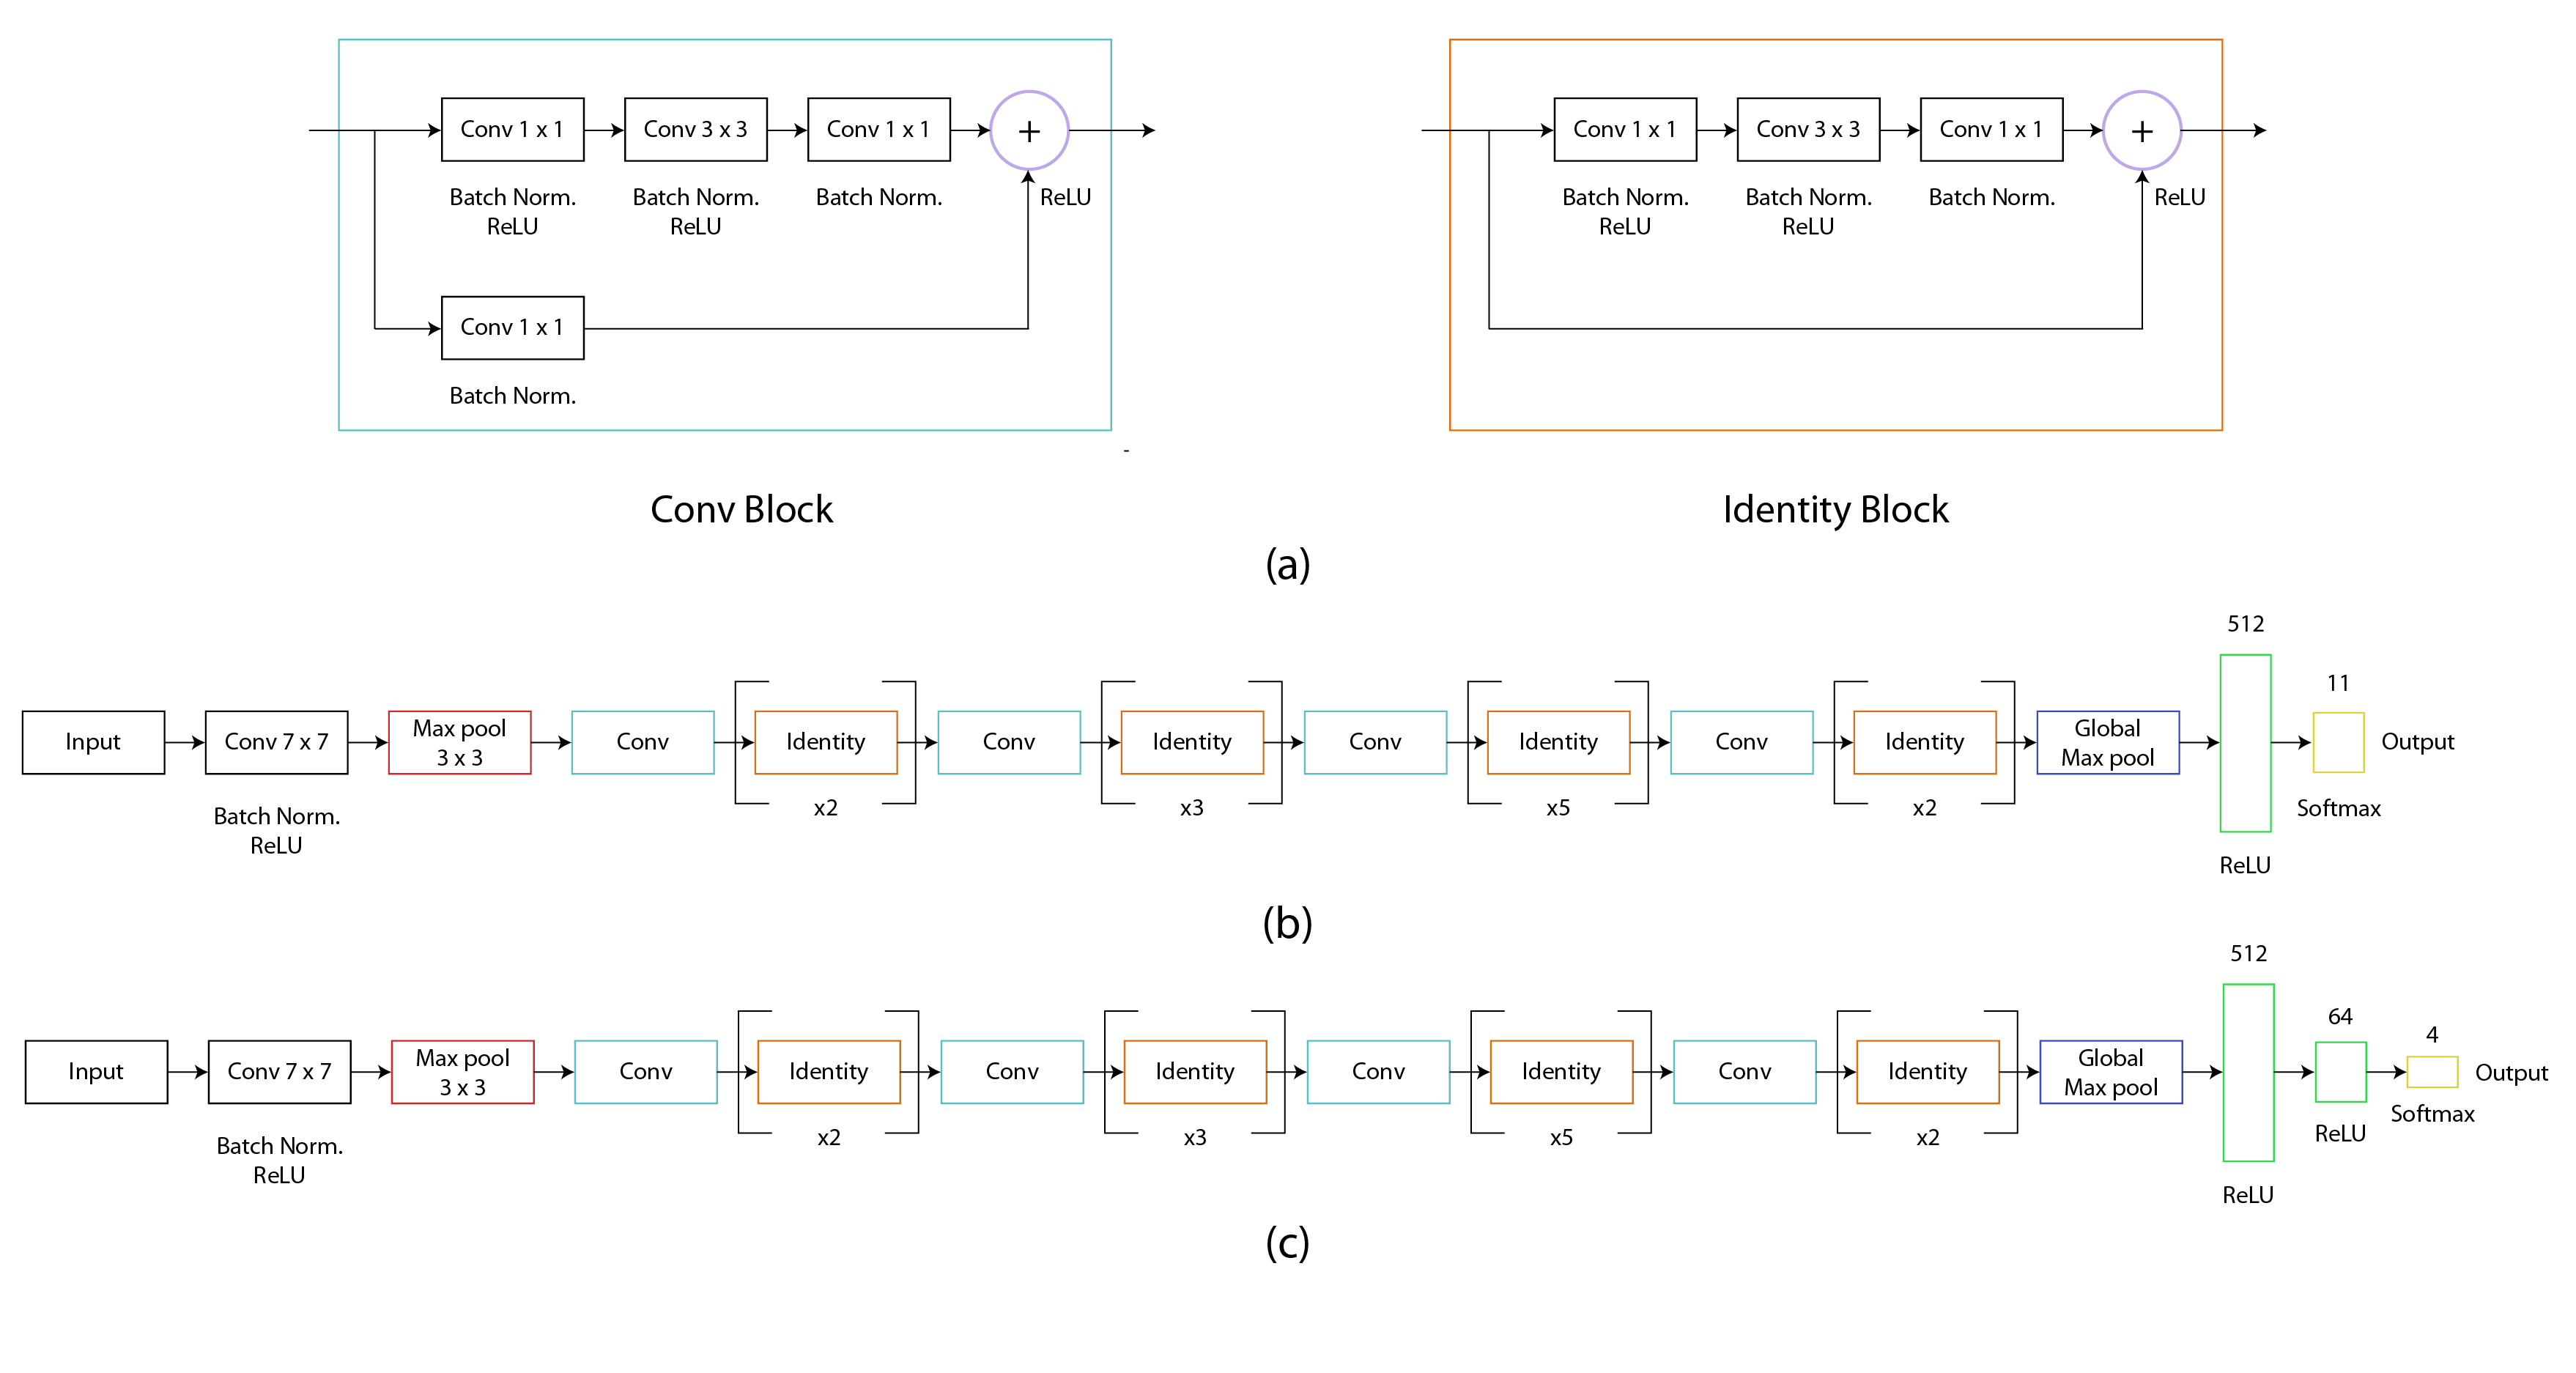 Conv 1 x 1
Conv 3 x 3
Conv 1 x 1
+
Batch Norm.
ReLU
Batch Norm.
ReLU
Batch Norm.
ReLU
Conv 1 x 1
Batch Norm.
-
Conv Block
Conv 1 x 1
Conv 3 x 3
Conv 1 x 1
+
Batch Norm.
ReLU
Batch Norm.
ReLU
Batch Norm.
ReLU
Identity Block
(a)
Input
Conv 7 x 7
Batch Norm.
ReLU
Max pool
3 x 3
Conv
Identity
x2
Conv
Identity
x3
Conv
Identity
x5
Conv
Identity
x2
Global
Max pool
512
ReLU
11
Softmax
Output
(b)
Input
Conv 7 x 7
Batch Norm.
ReLU
Max pool
3 x 3
Conv
Identity
x2
Conv
Identity
x3
Conv
Identity
x5
Conv
Identity
x2
Global
Max pool
512
ReLU
64
ReLU
4
Softmax
Output
(c)